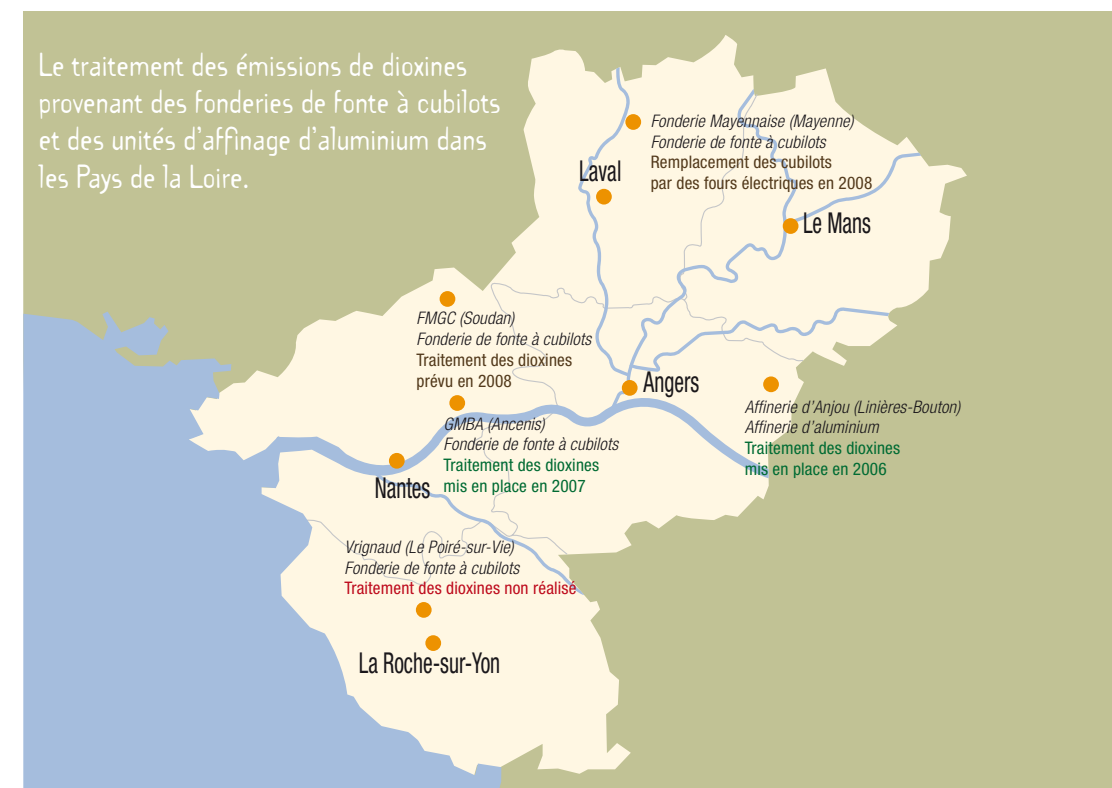 Le traitement des émissions de dioxines
provenant des fonderies de fonte à cubilots
et des unités d'affinage d'aluminium dans
les Pays de la Loire.
Fonderie Mayennaise (Mayenne)
Fonderie de fonte à cubilots
Remplacement des cubilots
par des fours électriques en 2008
Laval
Le Mans
FMGC (Soudan)
Fonderie de fonte à cubilots
Traitement des dioxines
prévu en 2008
Angers
Affinerie d'Anjou (Linières-Bouton)
Affinerie d'aluminium
Traitement des dioxines
mis en place en 2006
GMBA (Ancenis)
Fonderie de fonte à cubilots
Traitement des dioxines
mis en place en 2007
Nantes
Vrignaud (Le Poiré-sur-Vie)
Fonderie de fonte à cubilots
Traitement des dioxines non réalisé
La Roche-sur-Yon